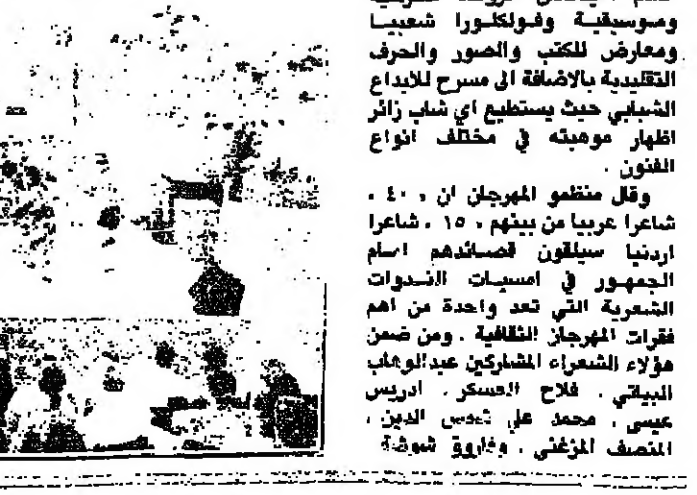 وموسيقية وفولكلورا شعبيا
ومعارض للكتب والصور والحرف
التقليدية بالاضافة الى مسرح للابداع
الشبابي حيث يستطيع اي شاب زائر
اظهار موهبته في مختلف انواع
الفنون .
وقال منظمو المهرجان ان « ٤٠ »
شاعرا عربيا من بينهم « ١٥ » شاعرا
اردنيا سيلقون قصائدهم امام
الجمهور في امسيات الندوات
الشعرية التي تعد واحدة من اهم
فقرات المهرجان الثقافية . ومن ضمن
هؤلاء الشعراء المشاركين عبدالوهاب
البياتي . فلاح العسكر . ادريس
عيسى . محمد علي شمس الدين .
المنصف المزغني . وفاروق شوشة